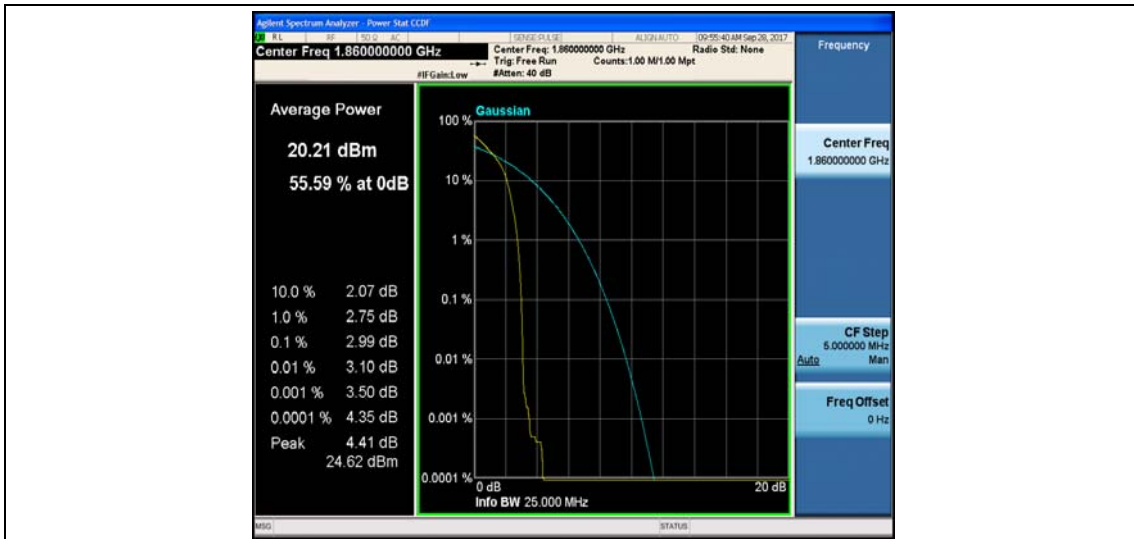 Agilent Spectrum Analyzer - Power Stat CCDF
RL RF 50 Ω AC SENSE:PULSE ALIGN AUTO 09:55:40 AM Sep 28, 2017
Center Freq 1.860000000 GHz
Center Freq: 1.860000000 GHz Radio Std: None
Trig: Free Run Counts:1.00 M/1.00 Mpt
#IFGain:Low #Atten: 40 dB
Frequency
Average Power
20.21 dBm
55.59 % at 0dB
10.0 % 2.07 dB
1.0 % 2.75 dB
0.1 % 2.99 dB
0.01 % 3.10 dB
0.001 % 3.50 dB
0.0001 % 4.35 dB
Peak 4.41 dB
24.62 dBm
Gaussian
100 %
10 %
1 %
0.1 %
0.01 %
0.001 %
0.0001 %
0 dB 20 dB
Info BW 25.000 MHz
Center Freq
1.860000000 GHz
CF Step
5.000000 MHz
Auto Man
Freq Offset
0 Hz
MSG STATUS